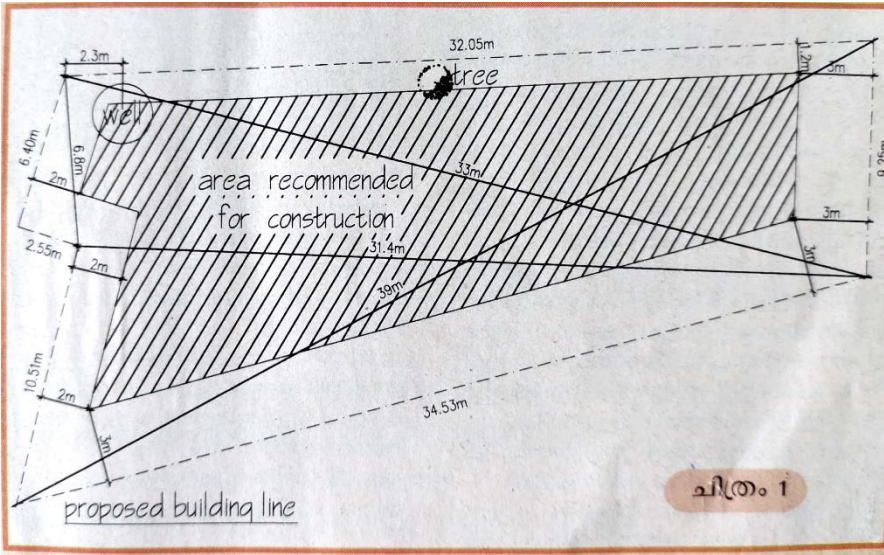 32.05m
2.3m
1.2m
3m
tree
well
6.40m
6.8m
9.25m
33m
2m
area recommended
for construction
3m
31.4m
2.55m
2m
3m
39m
10.51m
2m
34.53m
3m
ചിത്രം 1
proposed building line